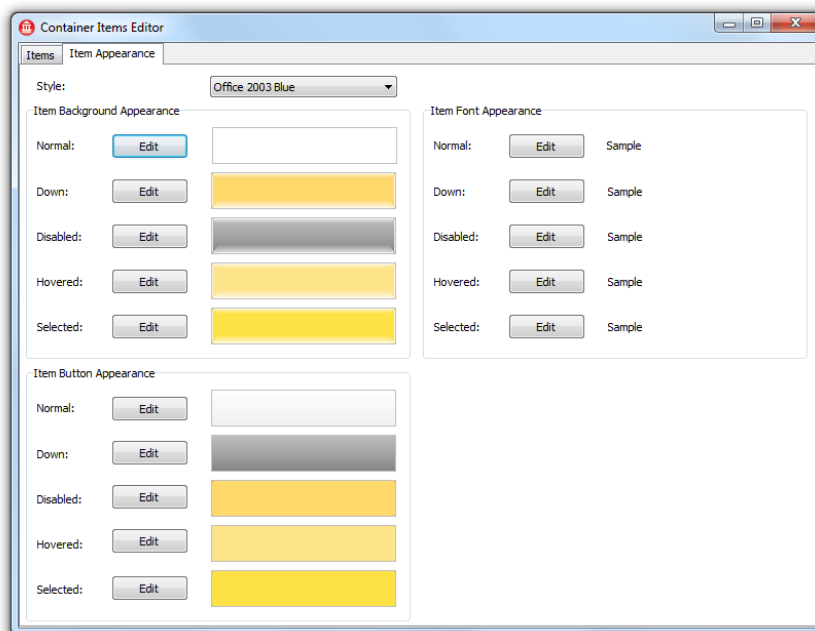 Container Items Editor
Items Item Appearance
Style: Office 2003 Blue
Item Background Appearance
Normal: Edit
Down: Edit
Disabled: Edit
Hovered: Edit
Selected: Edit
Item Font Appearance
Normal: Edit Sample
Down: Edit Sample
Disabled: Edit Sample
Hovered: Edit Sample
Selected: Edit Sample
Item Button Appearance
Normal: Edit
Down: Edit
Disabled: Edit
Hovered: Edit
Selected: Edit